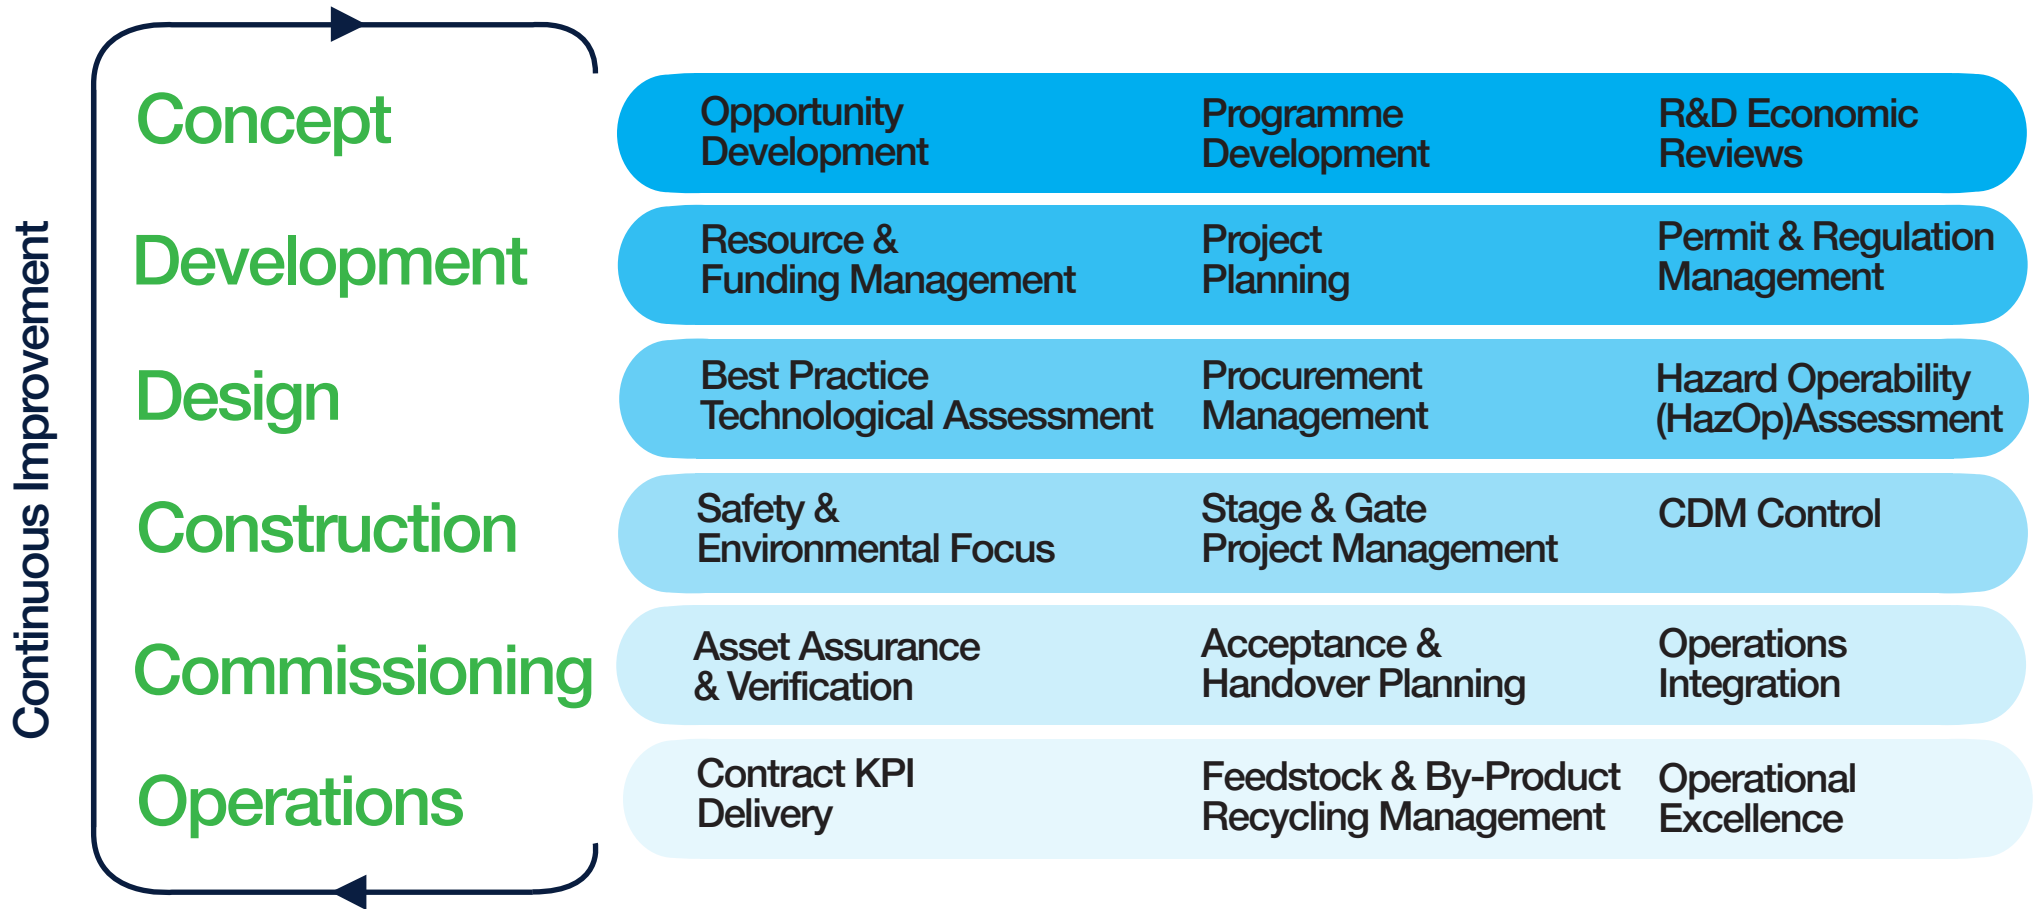 Continuous Improvement
Concept
Opportunity
Development
Programme
Development
R&D Economic
Reviews
Development
Resource &
Funding Management
Project
Planning
Permit & Regulation
Management
Design
Best Practice
Technological Assessment
Procurement
Management
Hazard Operability
(HazOp)Assessment
Construction
Safety &
Environmental Focus
Stage & Gate
Project Management
CDM Control
Commissioning
Asset Assurance
& Verification
Acceptance &
Handover Planning
Operations
Integration
Operations
Contract KPI
Delivery
Feedstock & By-Product
Recycling Management
Operational
Excellence